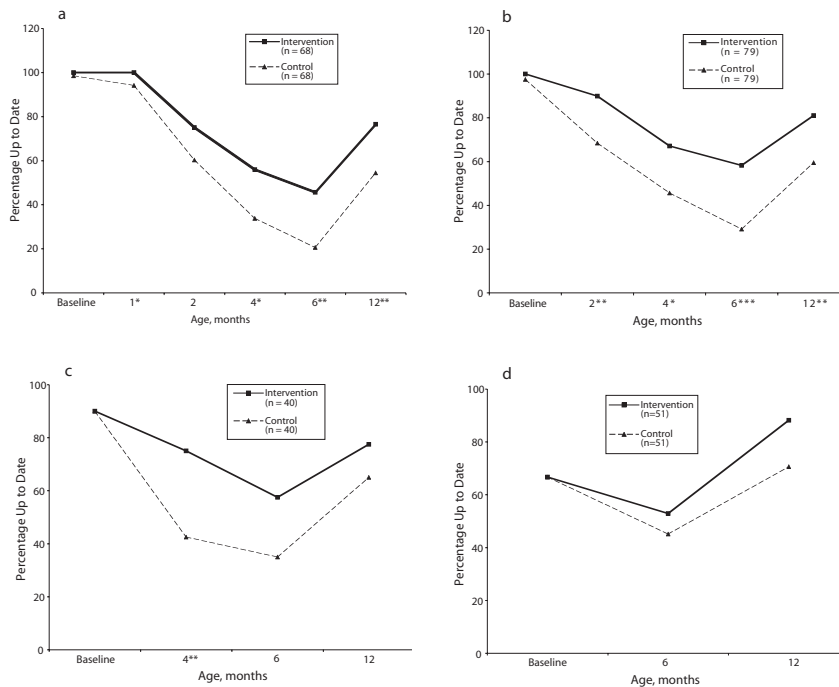 a
120
100
80
60
40
20
0
Percentage Up to Date
Intervention
(n = 68)
Control
(n = 68)
Baseline 1* 2 4* 6** 12**
Age, months
b
120
100
80
60
40
20
0
Percentage Up to Date
Intervention
(n = 79)
Control
(n = 79)
Baseline 2** 4* 6*** 12**
Age, months
c
100
80
60
40
20
0
Percentage Up to Date
Intervention
(n = 40)
Control
(n = 40)
Baseline 4** 6 12
Age, months
d
100
80
60
40
20
0
Percentage Up to Date
Intervention
(n=51)
Control
(n=51)
Baseline 6 12
Age, months